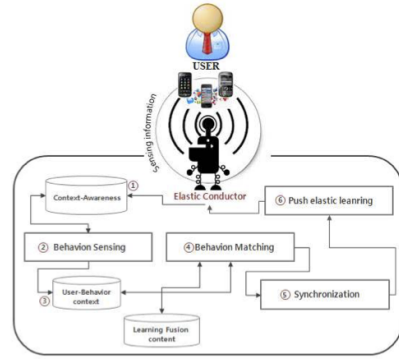 USER
Sensing information
Elastic Conductor
①
Context-Awareness
⑥ Push elastic leanring
② Behavion Sensing
④ Behavion Matching
③
User-Behavior
context
⑤ Synchronization
Learning Fusion
content